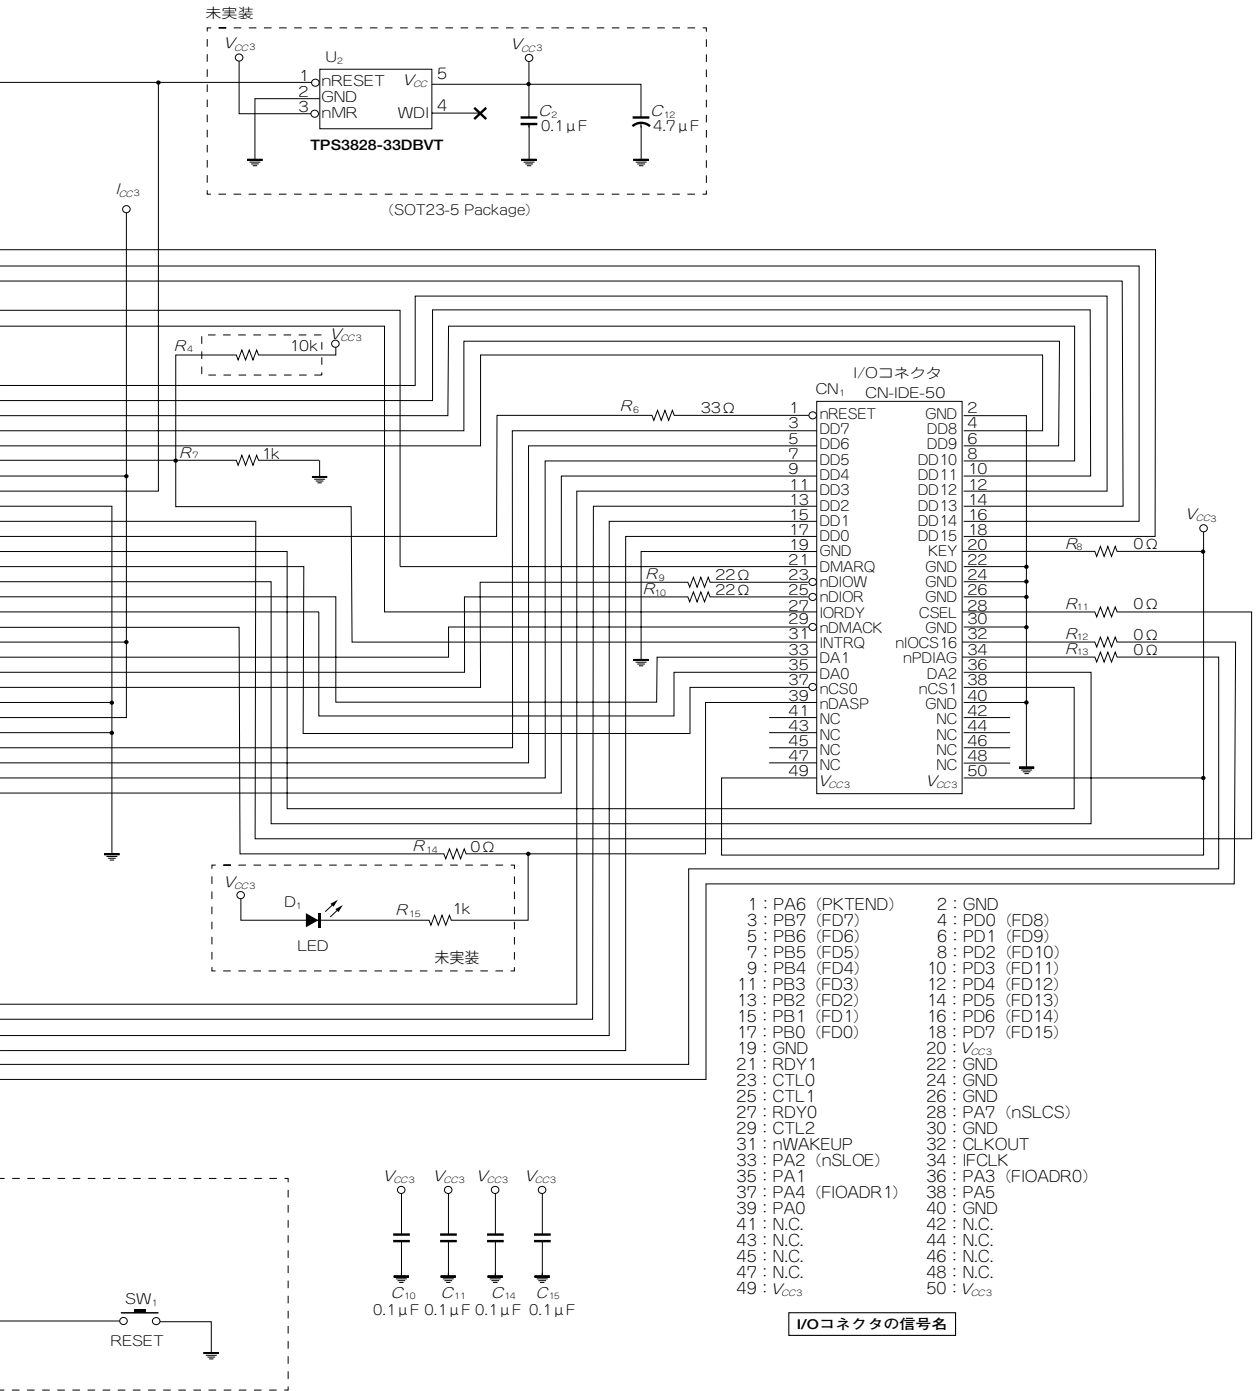 未実装
VCC3
U2
VCC3
1 nRESET VCC 5
2 GND
3 nMR WDI 4
C2
0.1μF
C12
4.7μF
TPS3828-33DBVT
(SOT23-5 Package)
ICC3
R4 10k VCC3
R7 1k
I/Oコネクタ
CN1 CN-IDE-50
R6 33Ω
1 nRESET GND 2
3 DD7 DD8 4
5 DD6 DD9 6
7 DD5 DD10 8
9 DD4 DD11 10
11 DD3 DD12 12
13 DD2 DD13 14
15 DD1 DD14 16
17 DD0 DD15 18
19 GND KEY 20
21 DMARQ GND 22
23 nDIOW GND 24
25 nDIOR GND 26
27 IORDY CSEL 28
29 nDMACK GND 30
31 INTRQ nIOCS16 32
33 DA1 nPDIAG 34
35 DA0 DA2 36
37 nCS0 nCS1 38
39 nDASP GND 40
41 NC NC 42
43 NC NC 44
45 NC NC 46
47 NC NC 48
49 VCC3 VCC3 50
VCC3
R8 0Ω
R9 22Ω
R10 22Ω
R11 0Ω
R12 0Ω
R13 0Ω
R14 0Ω
VCC3
D1
LED
R15 1k
未実装
1：PA6（PKTEND） 2：GND
3：PB7（FD7） 4：PD0（FD8）
5：PB6（FD6） 6：PD1（FD9）
7：PB5（FD5） 8：PD2（FD10）
9：PB4（FD4） 10：PD3（FD11）
11：PB3（FD3） 12：PD4（FD12）
13：PB2（FD2） 14：PD5（FD13）
15：PB1（FD1） 16：PD6（FD14）
17：PB0（FD0） 18：PD7（FD15）
19：GND 20：VCC3
21：RDY1 22：GND
23：CTL0 24：GND
25：CTL1 26：GND
27：RDY0 28：PA7（nSLCS）
29：CTL2 30：GND
31：nWAKEUP 32：CLKOUT
33：PA2（nSLOE） 34：IFCLK
35：PA1 36：PA3（FIOADR0）
37：PA4（FIOADR1） 38：PA5
39：PA0 40：GND
41：N.C. 42：N.C.
43：N.C. 44：N.C.
45：N.C. 46：N.C.
47：N.C. 48：N.C.
49：VCC3 50：VCC3
I/Oコネクタの信号名
VCC3 VCC3 VCC3 VCC3
C10 C11 C14 C15
0.1μF 0.1μF 0.1μF 0.1μF
SW1
RESET